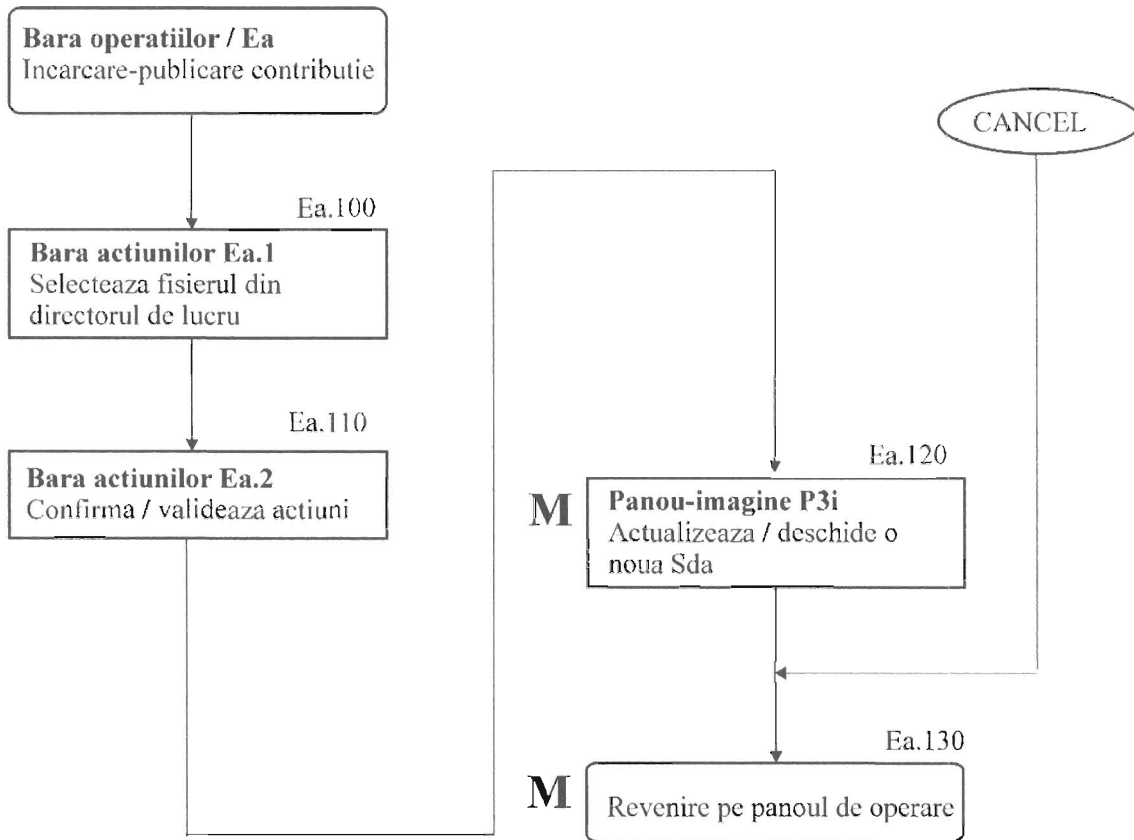 Bara operatiilor / Ea
Incarcare-publicare contributie
CANCEL
Ea.100
Bara actiunilor Ea.1
Selecteaza fisierul din
directorul de lucru
Ea.110
Bara actiunilor Ea.2
Confirma / valideaza actiuni
Ea.120
M
Panou-imagine P3i
Actualizeaza / deschide o
noua Sda
Ea.130
M
Revenire pe panoul de operare